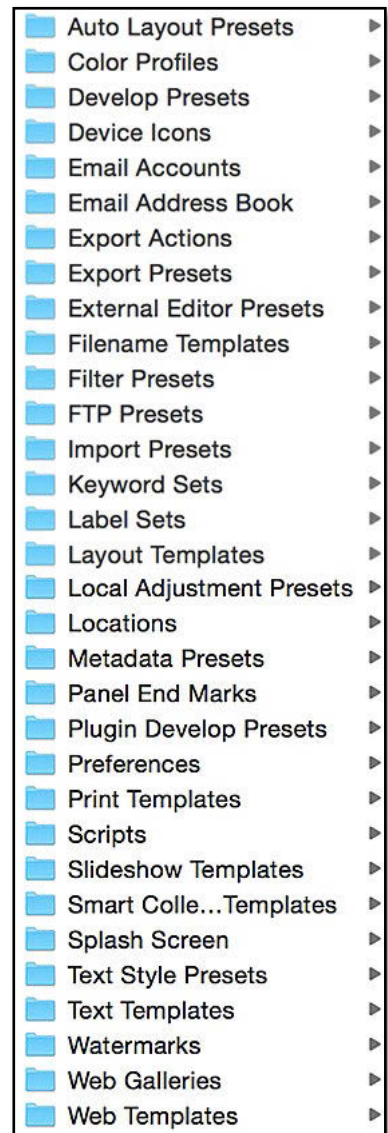 Auto Layout Presets
Color Profiles
Develop Presets
Device Icons
Email Accounts
Email Address Book
Export Actions
Export Presets
External Editor Presets
Filename Templates
Filter Presets
FTP Presets
Import Presets
Keyword Sets
Label Sets
Layout Templates
Local Adjustment Presets
Locations
Metadata Presets
Panel End Marks
Plugin Develop Presets
Preferences
Print Templates
Scripts
Slideshow Templates
Smart Colle...Templates
Splash Screen
Text Style Presets
Text Templates
Watermarks
Web Galleries
Web Templates